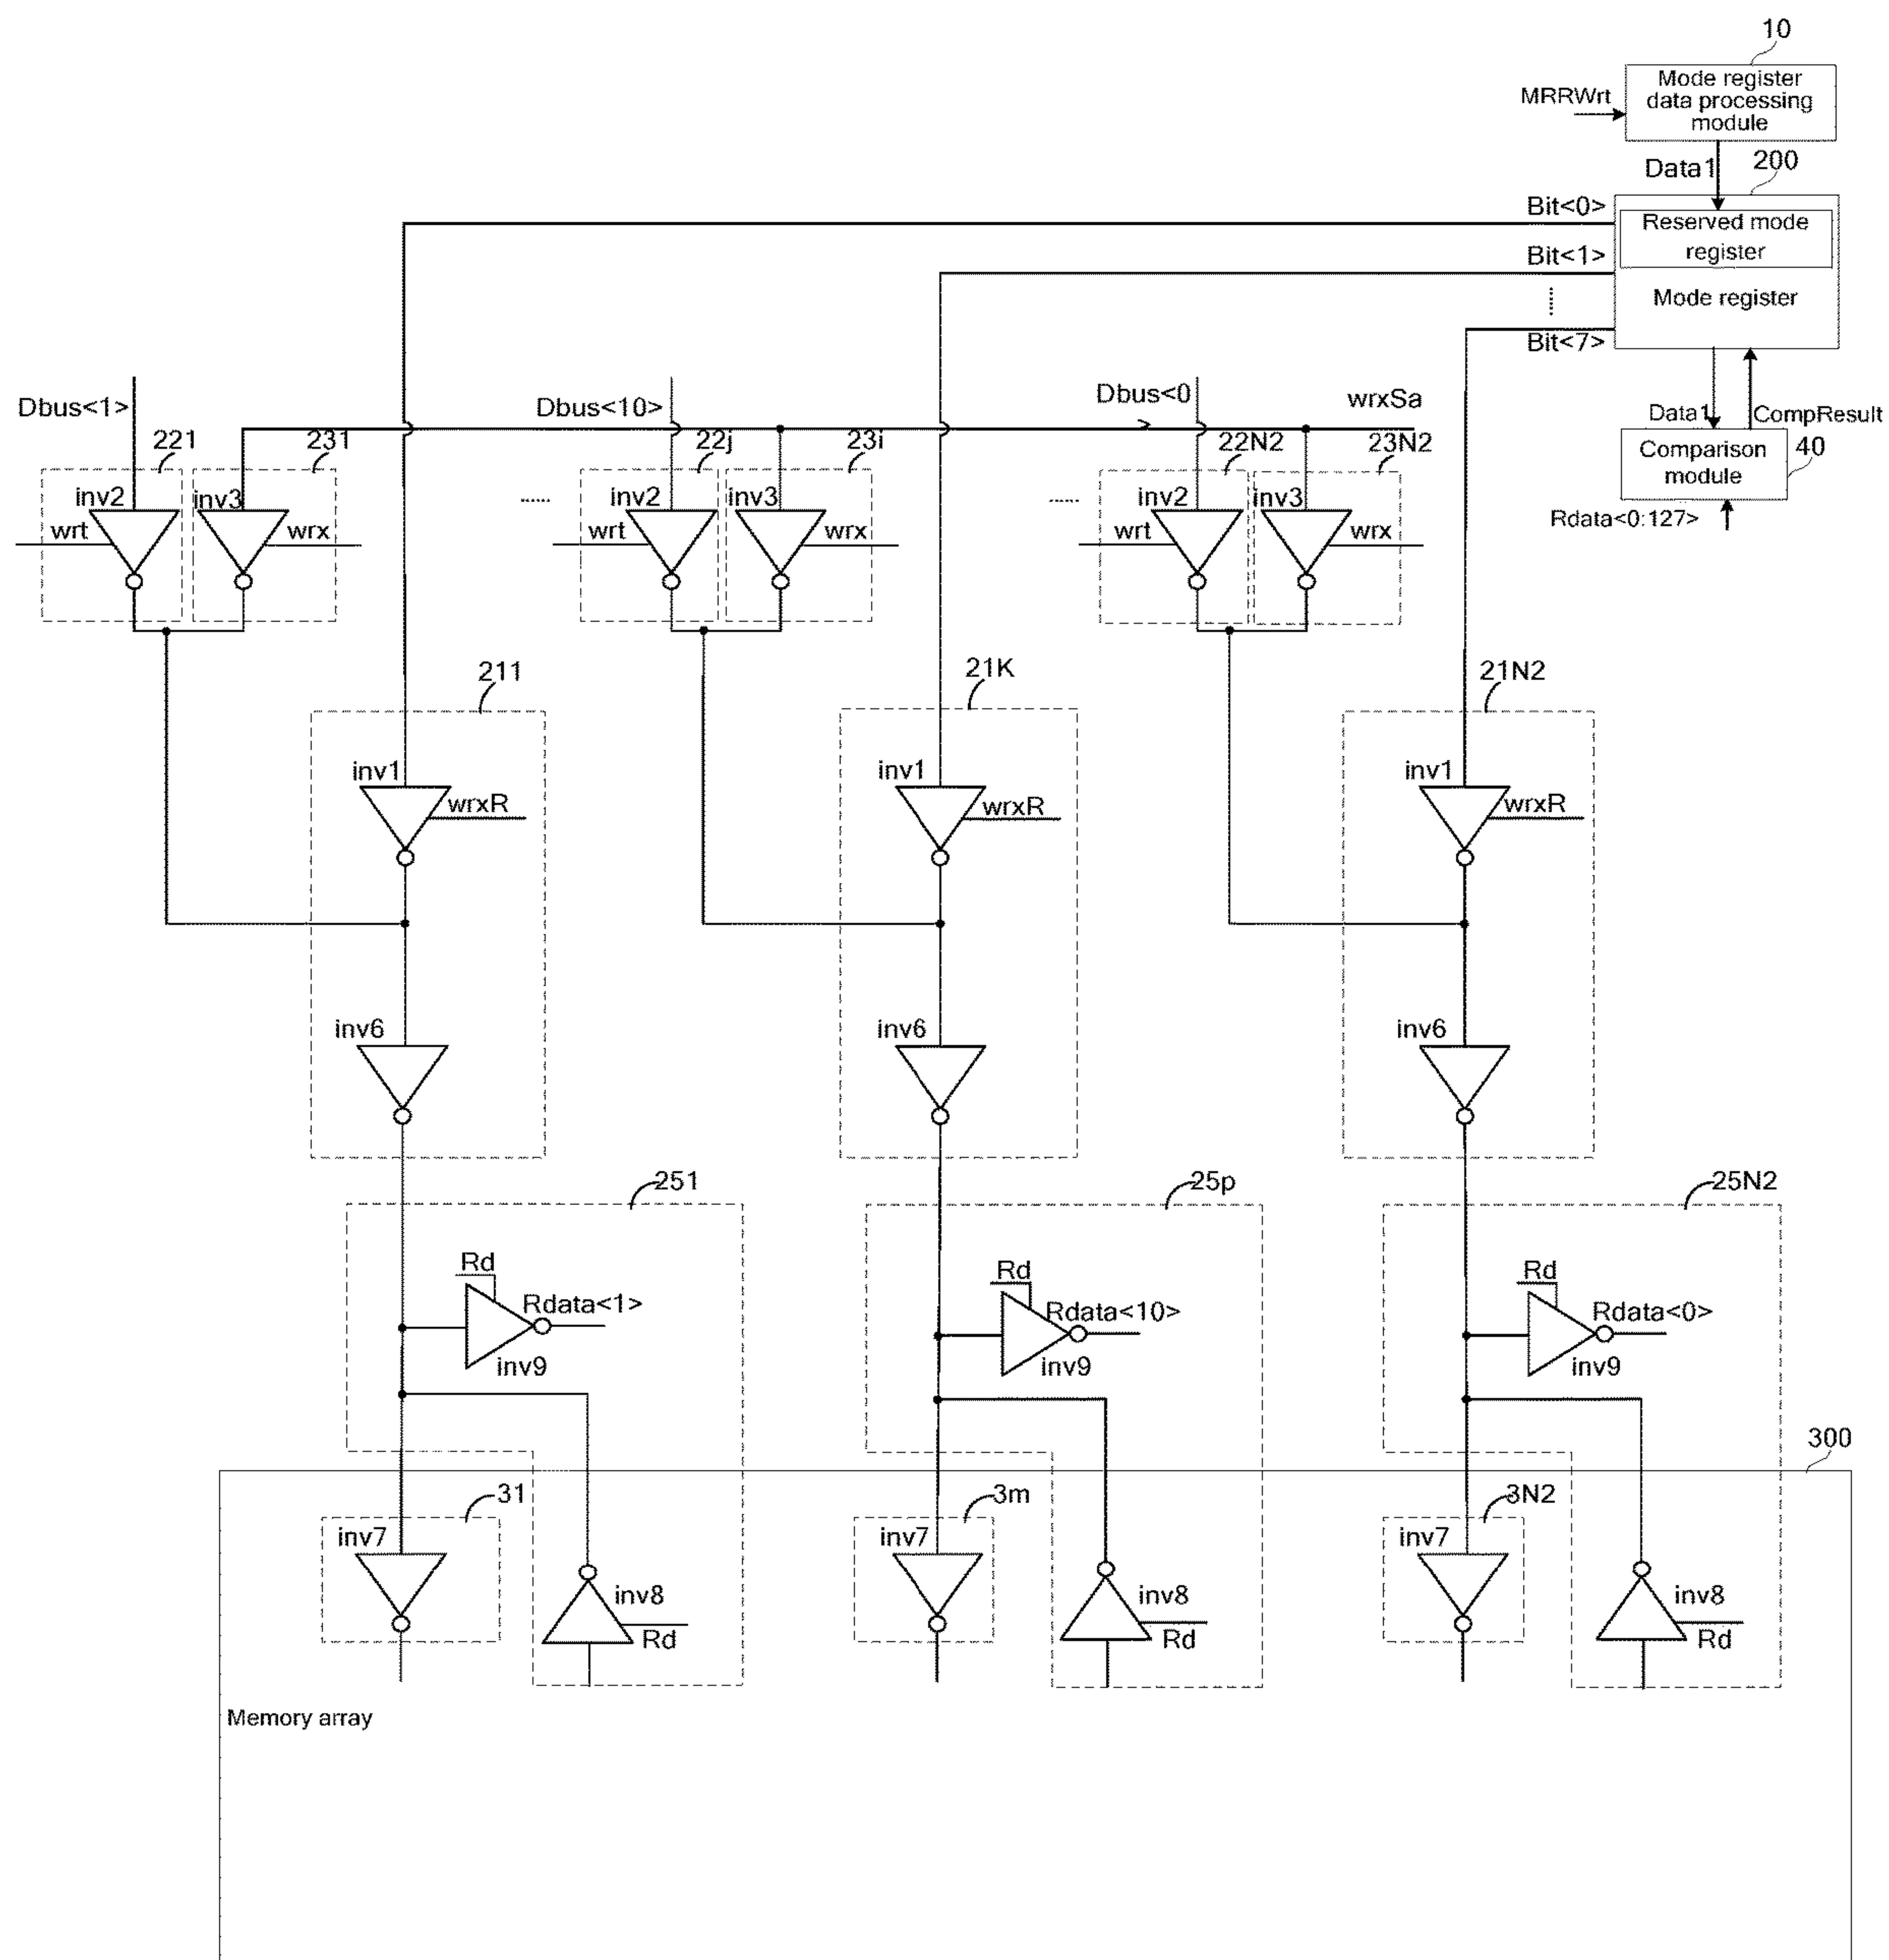 10
Mode register
data processing
module
MRRWrt
Data1
200
Bit<0>
Reserved mode
register
Bit<1>
Mode register
Bit<7>
Dbus<1>
Dbus<10>
Dbus<0
>
wrxSa
Data1
CompResult
221
231
22j
23i
22N2
23N2
Comparison
module
40
Rdata<0:127>
inv2
inv3
inv2
inv3
inv2
inv3
wrt
wrx
wrt
wrx
wrt
wrx
......
......
211
21K
21N2
inv1
inv1
inv1
wrxR
wrxR
wrxR
inv6
inv6
inv6
251
25p
25N2
Rd
Rd
Rd
Rdata<1>
Rdata<10>
Rdata<0>
inv9
inv9
inv9
300
31
3m
3N2
inv7
inv7
inv7
inv8
inv8
inv8
Rd
Rd
Rd
Memory array